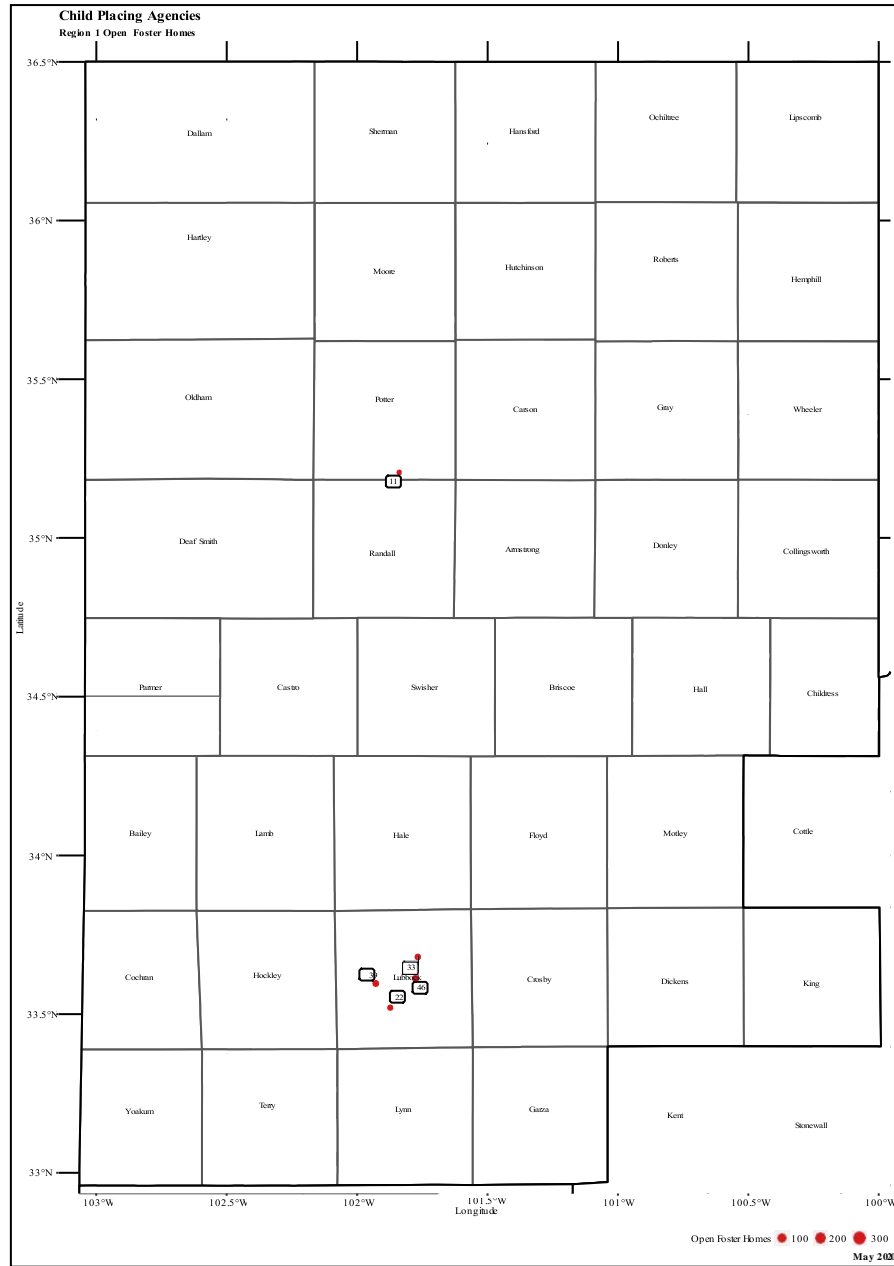 Child Placing Agencies
Region 1 Open Foster Homes
36.5°N
Dallam
Sherman
Hansford
Ochiltree
Lipscomb
36°N
Hartley
Moore
Hutchinson
Roberts
Hemphill
35.5°N
Oldham
Potter
Carson
Gray
Wheeler
11
35°N
Deaf Smith
Randall
Armstrong
Donley
Collingsworth
Latitude
34.5°N
Parmer
Castro
Swisher
Briscoe
Hall
Childress
34°N
Bailey
Lamb
Hale
Floyd
Motley
Cottle
Cochran
Hockley
33
Lubbock
46
22
Crosby
Dickens
King
33.5°N
Yoakum
Terry
Lynn
Garza
Kent
Stonewall
33°N
103°W
102.5°W
102°W
101.5°W
101°W
100.5°W
100°W
Longitude
Open Foster Homes 100 200 300
May